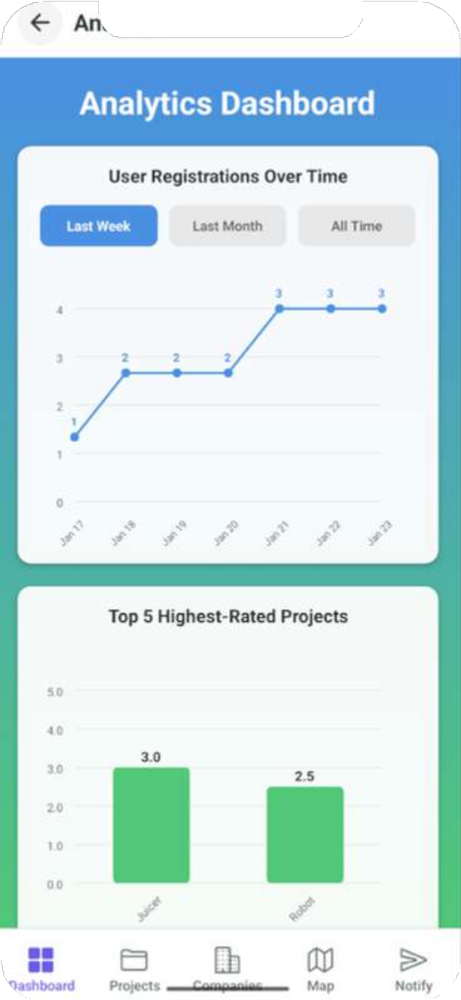 Analytics Dashboard
User Registrations Over Time
Last Week Last Month All Time
3 3 3
4
2 2 2
3
2
1
1
0
Jan 17 Jan 18 Jan 19 Jan 20 Jan 21 Jan 22 Jan 23
Top 5 Highest-Rated Projects
5.0
4.0
3.0
3.0
2.5
2.0
1.0
0.0
Juicer Robot
Dashboard Projects Companies Map Notify